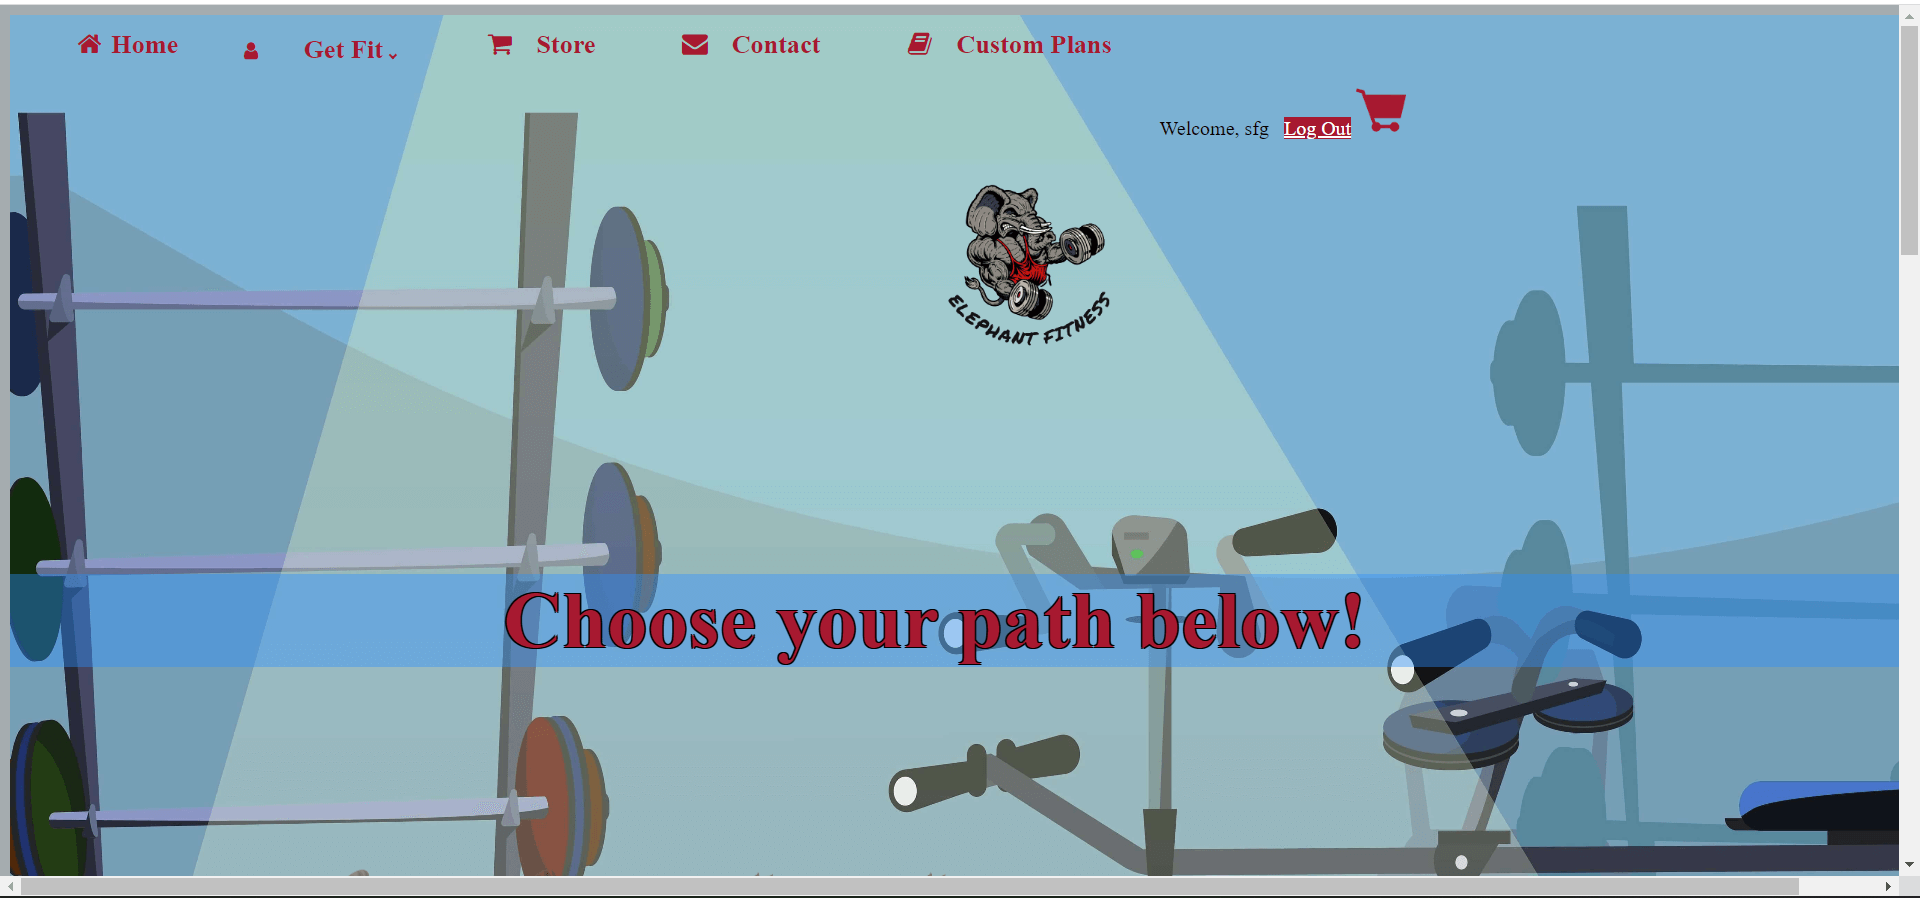 Home Get Fit Store Contact Custom Plans
Welcome, sfg Log Out
ELEPHANT FITNESS
Choose your path below!